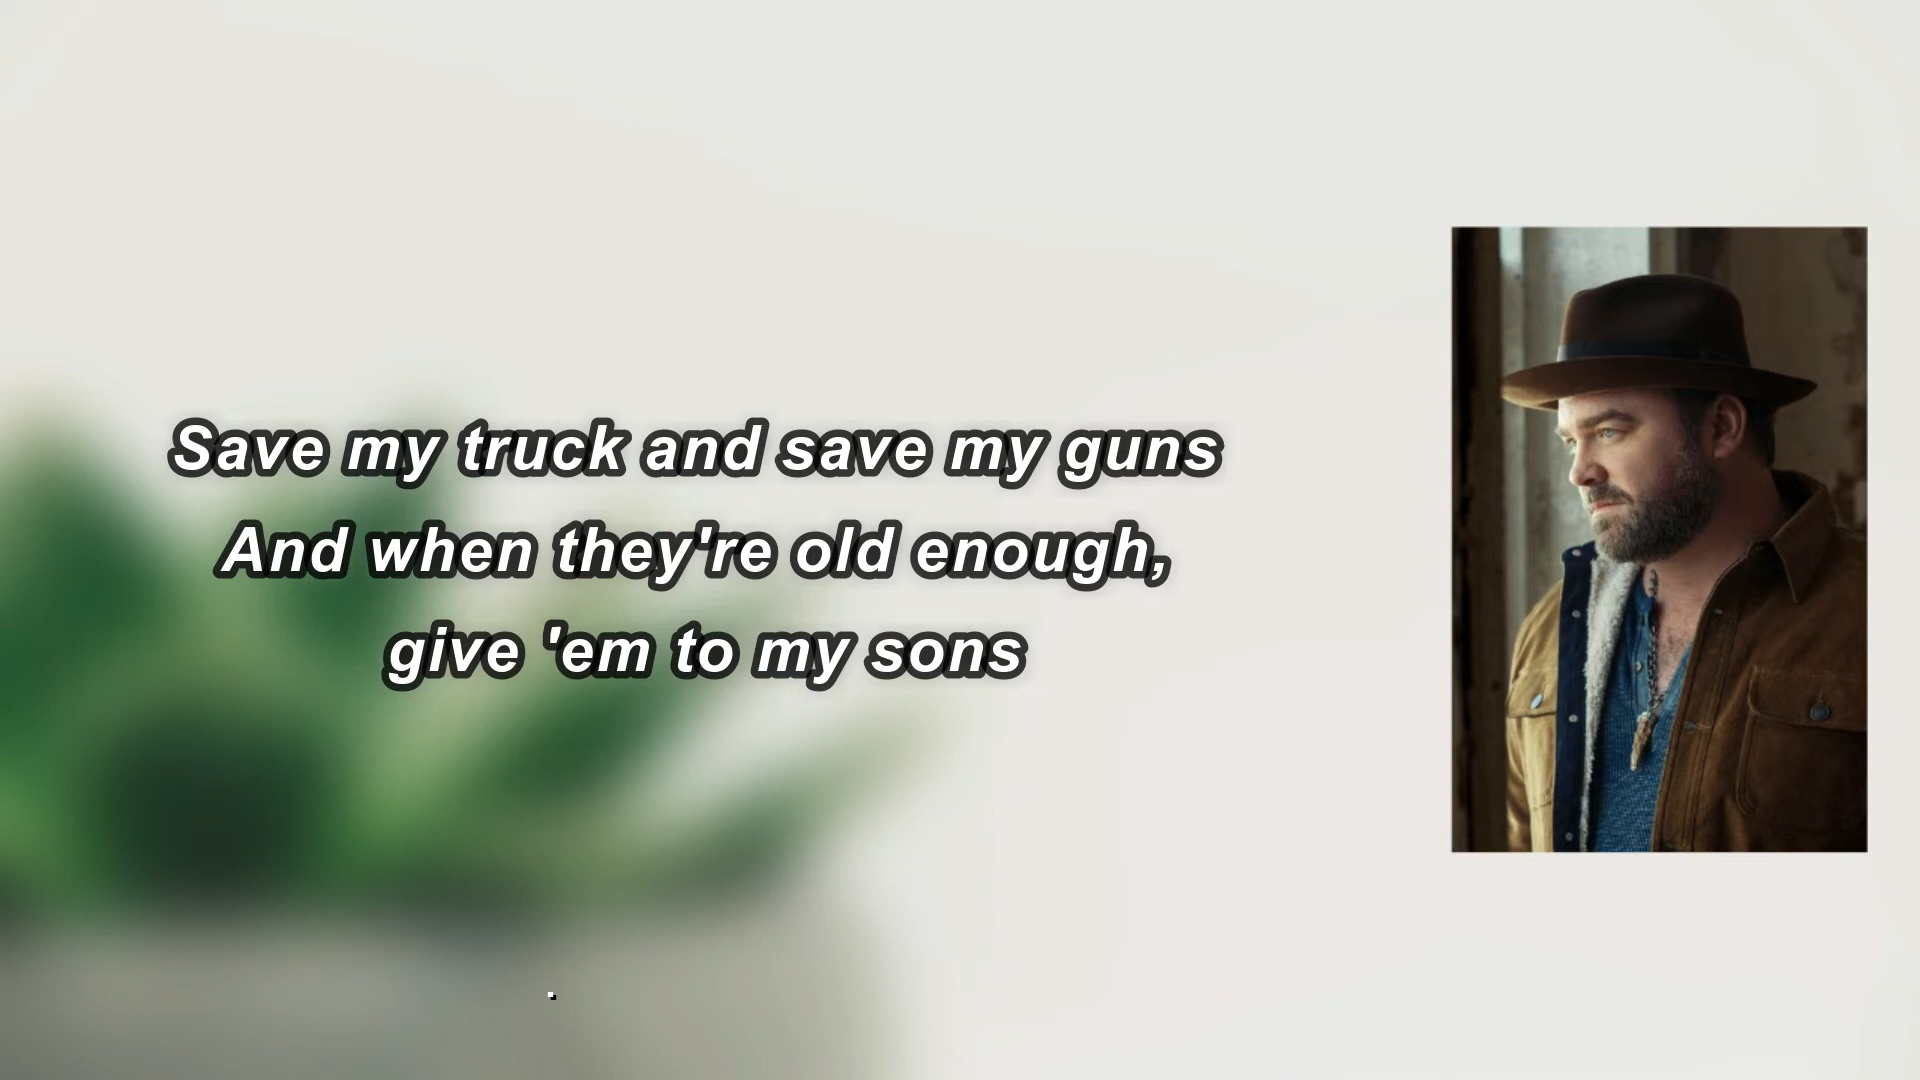 Save my truck and save my guns
And when they're old enough,
give 'em to my sons